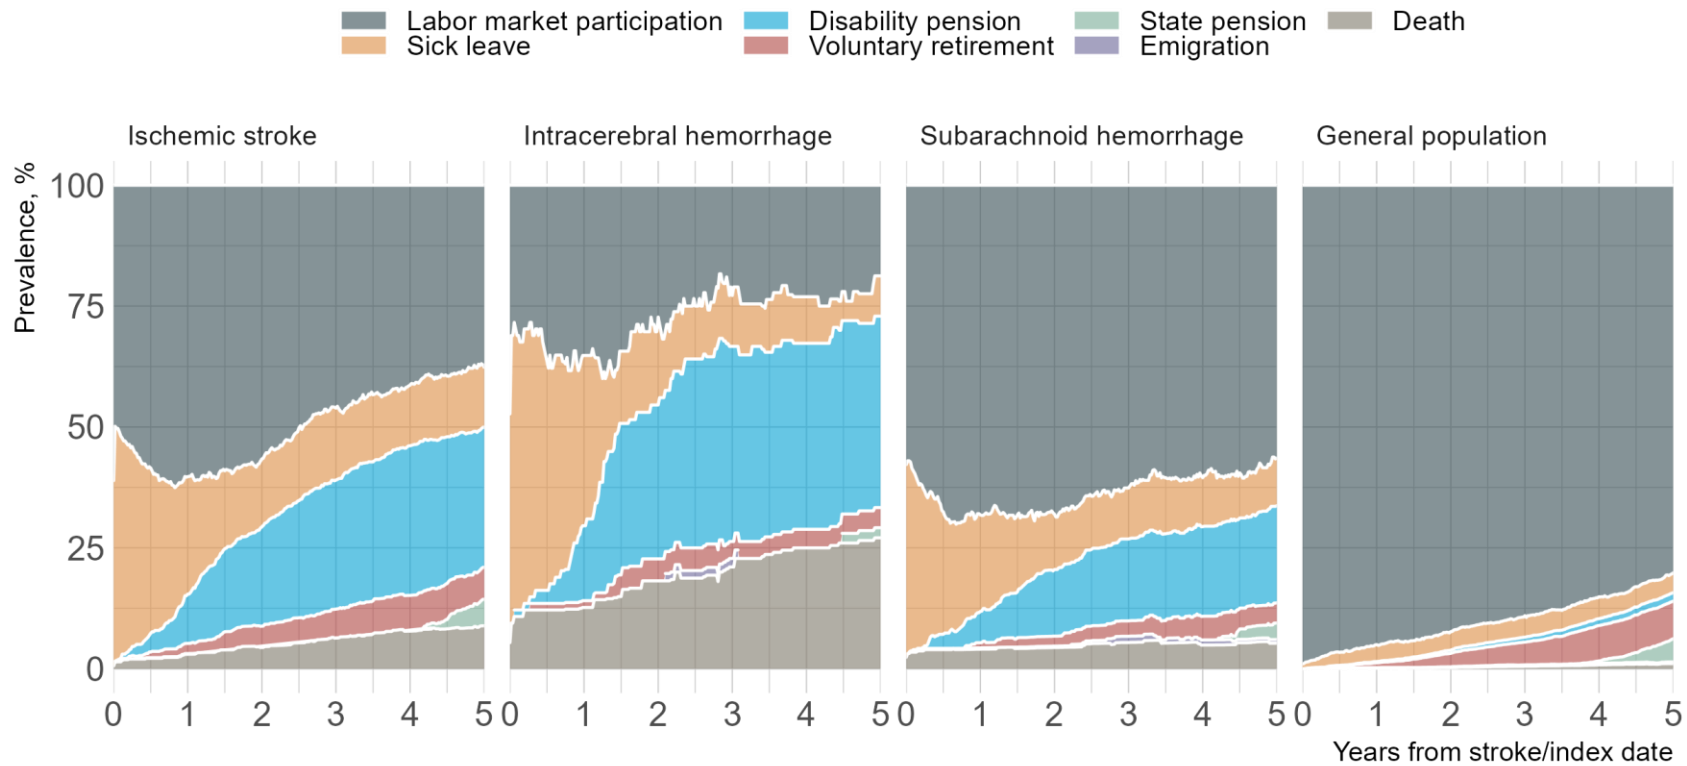 Labor market participation Disability pension State pension Death
Sick leave Voluntary retirement Emigration
Ischemic stroke Intracerebral hemorrhage Subarachnoid hemorrhage General population
Prevalence, %
100
75
50
25
0
0 1 2 3 4 5 0 1 2 3 4 5 0 1 2 3 4 5 0 1 2 3 4 5
Years from stroke/index date